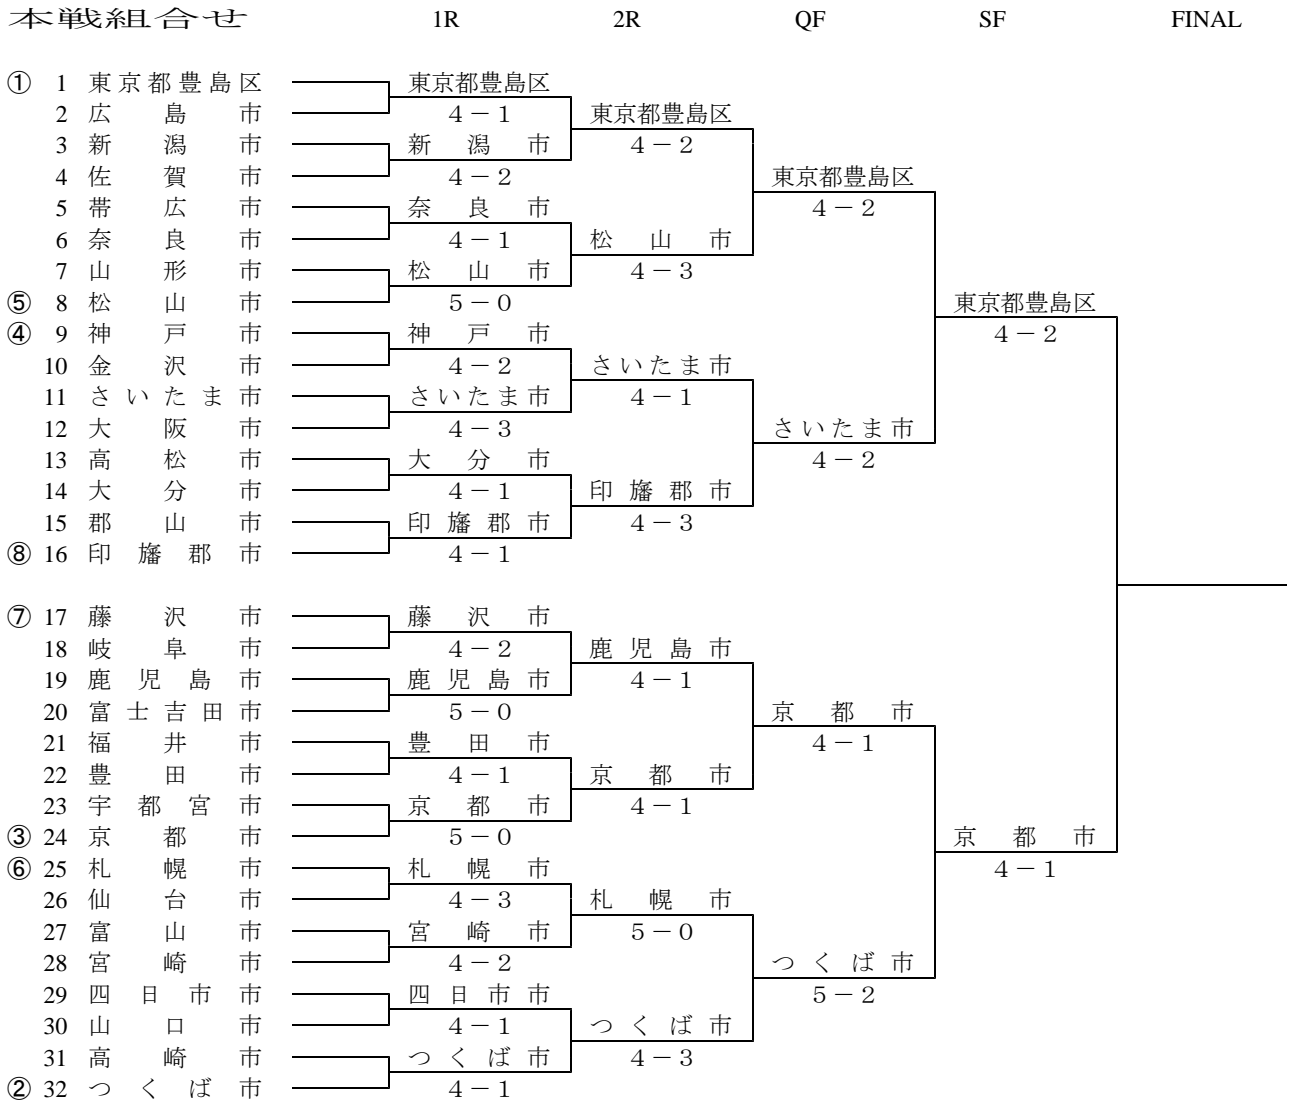 本戦組合せ 1R 2R QF SF FINAL
① 1 東京都豊島区 東京都豊島区
2 広島市 4－1 東京都豊島区
3 新潟市 新潟市 4－2
4 佐賀市 4－2 東京都豊島区
5 帯広市 奈良市 4－2
6 奈良市 4－1 松山市
7 山形市 松山市 4－3
⑤ 8 松山市 5－0 東京都豊島区
④ 9 神戸市 神戸市 4－2
10 金沢市 4－2 さいたま市
11 さいたま市 さいたま市 4－1
12 大阪市 4－3 さいたま市
13 高松市 大分市 4－2
14 大分市 4－1 印旛郡市
15 郡山市 印旛郡市 4－3
⑧ 16 印旛郡市 4－1
⑦ 17 藤沢市 藤沢市
18 岐阜市 4－2 鹿児島市
19 鹿児島市 鹿児島市 4－1
20 富士吉田市 5－0 京都市
21 福井市 豊田市 4－1
22 豊田市 4－1 京都市
23 宇都宮市 京都市 4－1
③ 24 京都市 5－0 京都市
⑥ 25 札幌市 札幌市 4－1
26 仙台市 4－3 札幌市
27 富山市 宮崎市 5－0
28 宮崎市 4－2 つくば市
29 四日市市 四日市市 5－2
30 山口市 4－1 つくば市
31 高崎市 つくば市 4－3
② 32 つくば市 4－1